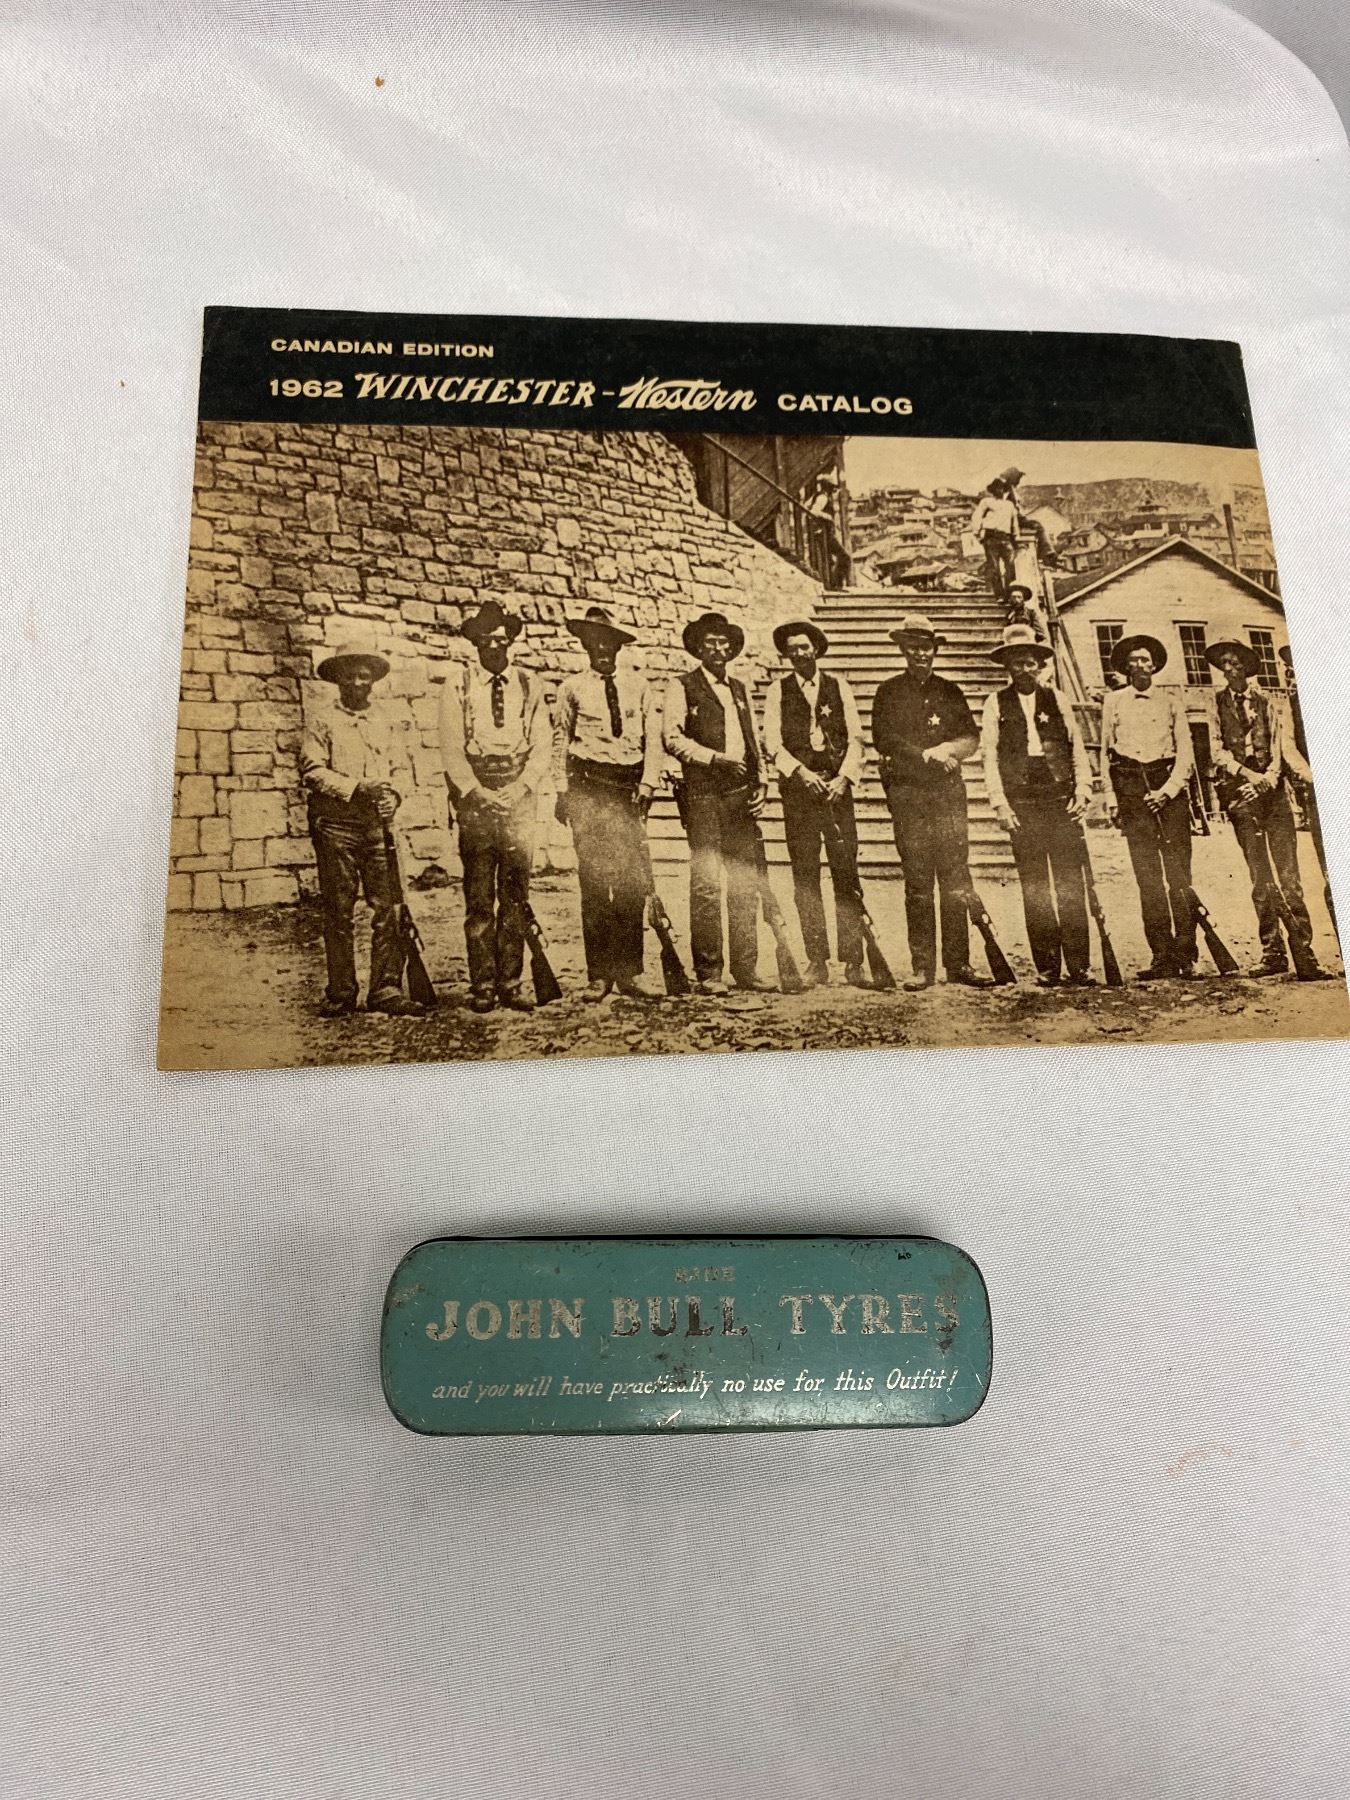 CANADIAN EDITION
1962 WINCHESTER-Western CATALOG
RIDE
JOHN BULL TYRES
and you will have practically no use for this Outfit!